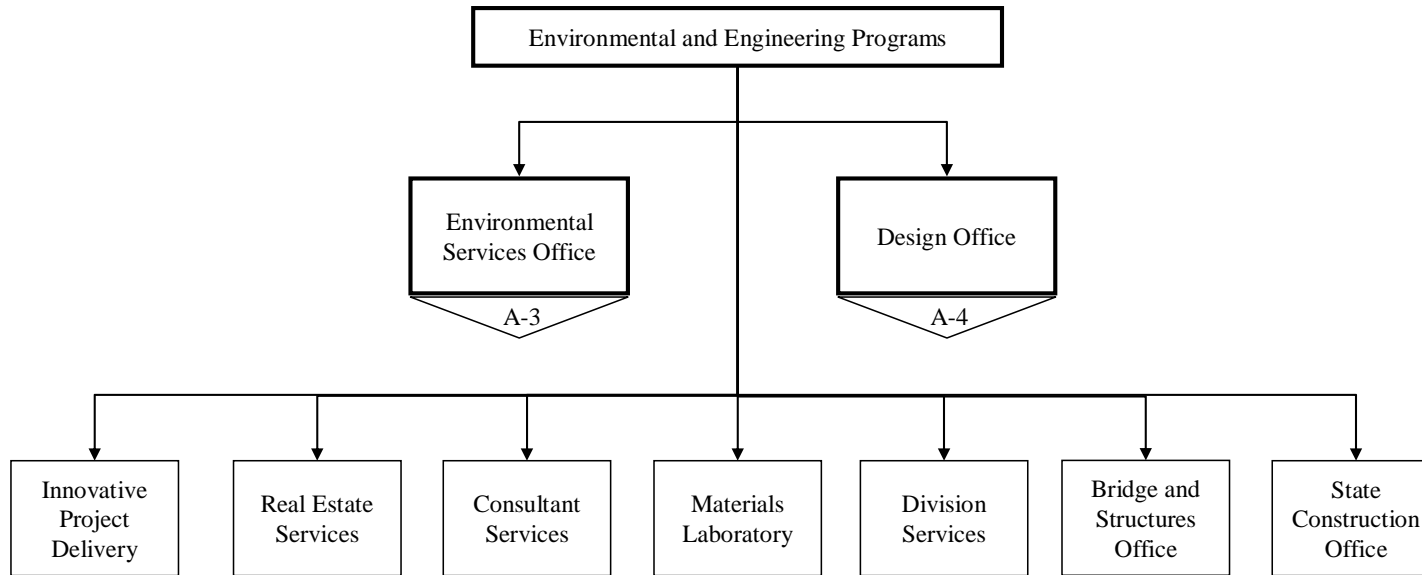 Environmental and Engineering Programs
Environmental
Services Office
Design Office
A-3
A-4
Innovative
Project
Delivery
Real Estate
Services
Consultant
Services
Materials
Laboratory
Division
Services
Bridge and
Structures
Office
State
Construction
Office